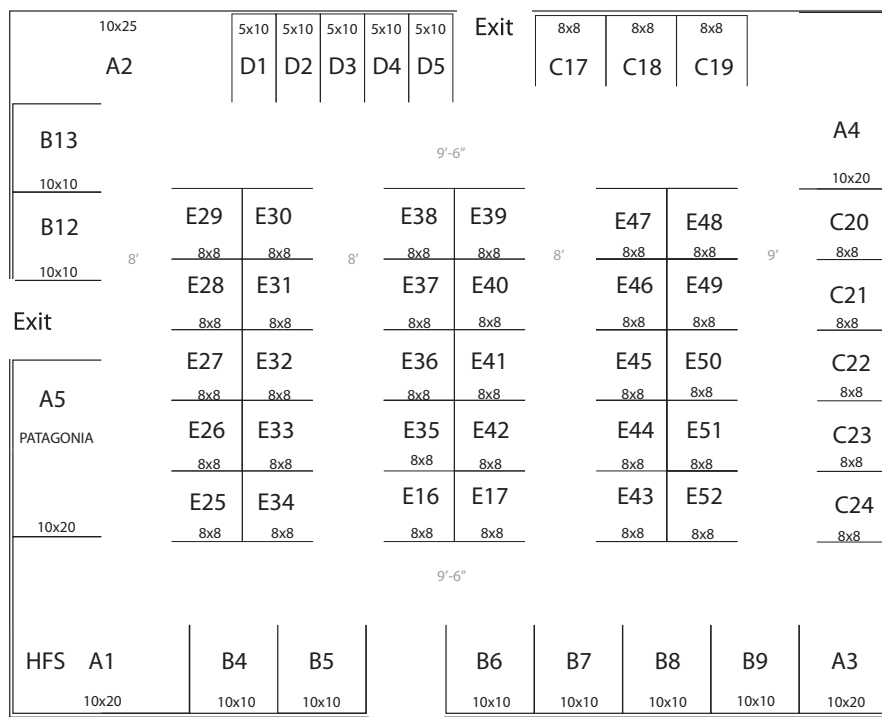 10x25 5x10 5x10 5x10 5x10 5x10 Exit 8x8 8x8 8x8
A2 D1 D2 D3 D4 D5 C17 C18 C19
B13 A4
9'-6"
10x10 10x20
B12 E29 E30 E38 E39 E47 E48 C20
8' 8x8 8x8 8' 8x8 8x8 8' 8x8 8x8 9' 8x8
10x10
E28 E31 E37 E40 E46 E49 C21
Exit 8x8 8x8 8x8 8x8 8x8 8x8 8x8
E27 E32 E36 E41 E45 E50 C22
8x8 8x8 8x8 8x8 8x8 8x8 8x8
A5
PATAGONIA E26 E33 E35 E42 E44 E51 C23
8x8 8x8 8x8 8x8 8x8 8x8 8x8
E25 E34 E16 E17 E43 E52 C24
10x20 8x8 8x8 8x8 8x8 8x8 8x8 8x8
9'-6"
HFS A1 B4 B5 B6 B7 B8 B9 A3
10x20 10x10 10x10 10x10 10x10 10x10 10x10 10x20